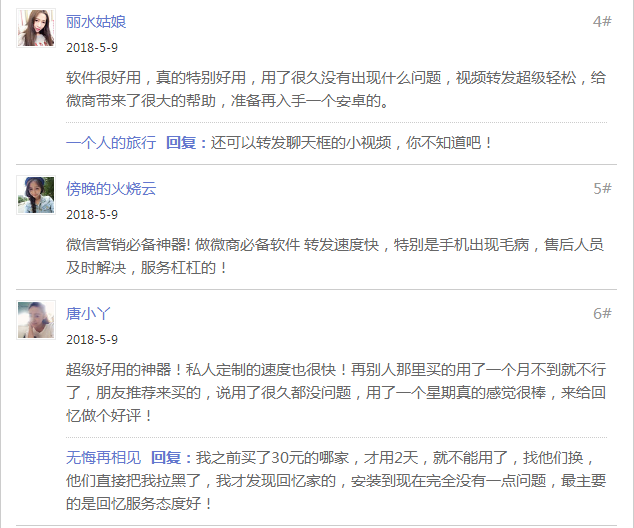 丽水姑娘 4#
2018-5-9
软件很好用，真的特别好用，用了很久没有出现什么问题，视频转发超级轻松，给
微商带来了很大的帮助，准备再入手一个安卓的。
一个人的旅行 回复：还可以转发聊天框的小视频，你不知道吧！
傍晚的火烧云 5#
2018-5-9
微信营销必备神器! 做微商必备软件 转发速度快，特别是手机出现毛病，售后人员
及时解决，服务杠杠的！
唐小丫 6#
2018-5-9
超级好用的神器！私人定制的速度也很快！再别人那里买的用了一个月不到就不行
了，朋友推荐来买的，说用了很久都没问题，用了一个星期真的感觉很棒，来给回
忆做个好评！
无悔再相见 回复：我之前买了30元的哪家，才用2天，就不能用了，找他们换，
他们直接把我拉黑了，我才发现回忆家的，安装到现在完全没有一点问题，最主要
的是回忆服务态度好！